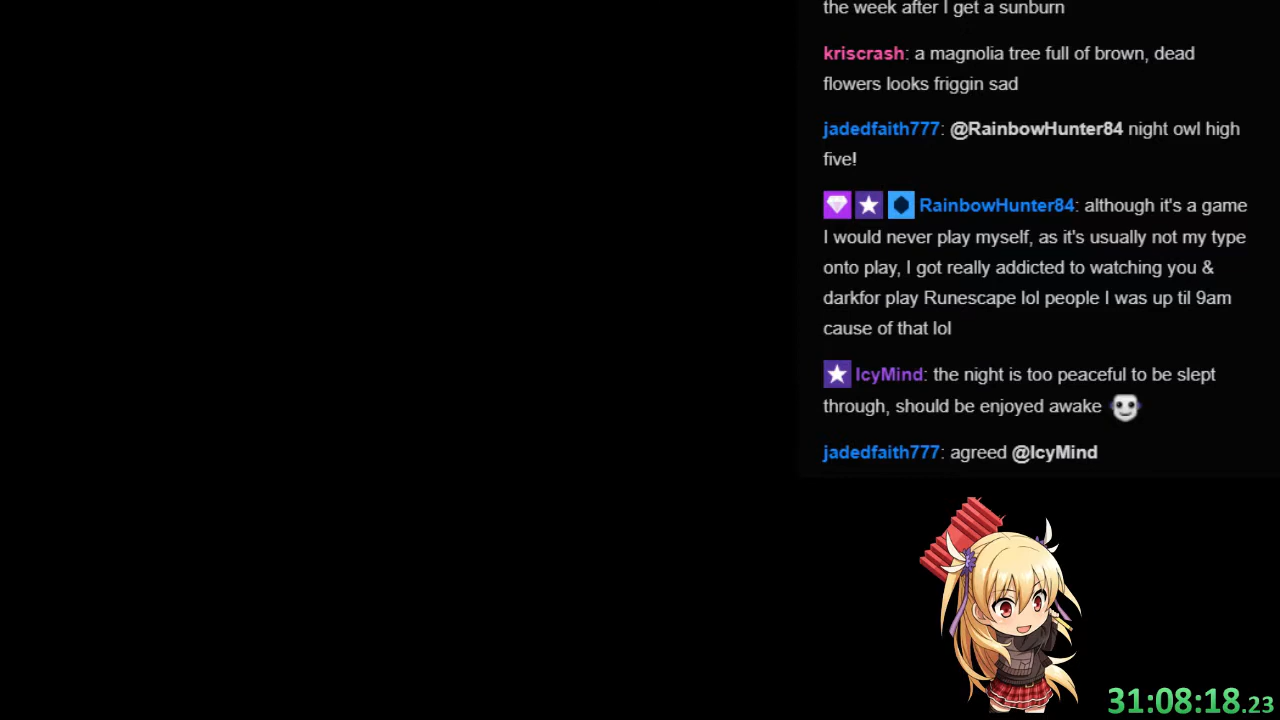 the week after I get a sunburn
kriscrash: a magnolia tree full of brown, dead
flowers looks friggin sad
jadedfaith777: @RainbowHunter84 night owl high
five!
RainbowHunter84: although it's a game
I would never play myself, as it's usually not my type
onto play, I got really addicted to watching you &
darkfor play Runescape lol people I was up til 9am
cause of that lol
IcyMind: the night is too peaceful to be slept
through, should be enjoyed awake
jadedfaith777: agreed @IcyMind
31:08:18.23